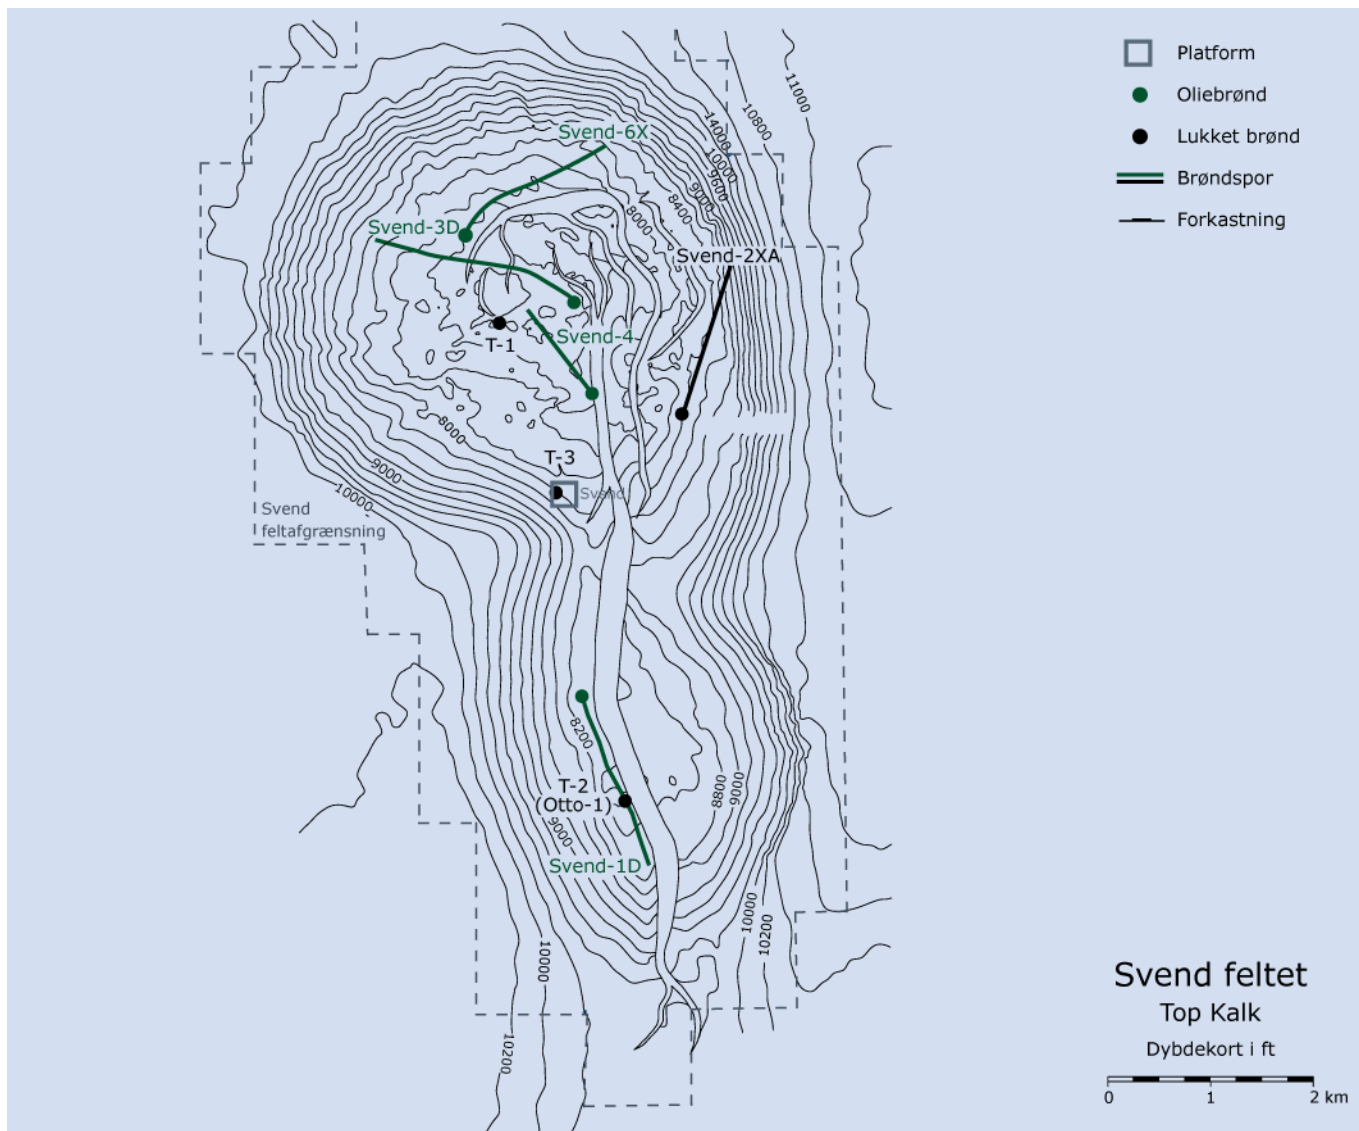 Platform
Oliebrønd
Lukket brønd
Brøndspor
Forkastning
11000
10800
14000
10000
9600
9000
8400
8000
Svend-6X
Svend-3D
Svend-2XA
T-1
Svend-4
8000
9000
10000
T-3
Svend
Svend
feltafgrænsning
8200
T-2
(Otto-1)
8800
9000
9000
Svend-1D
10000
10200
10000
10200
Svend feltet
Top Kalk
Dybdekort i ft
0 1 2 km